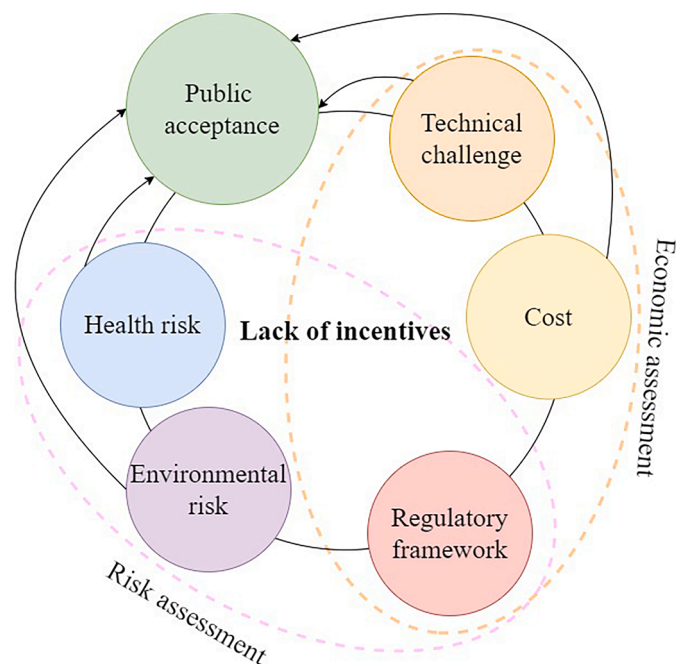 Public
acceptance
Technical
challenge
Economic assessment
Cost
Health risk
Lack of incentives
Environmental
risk
Regulatory
framework
Risk assessment